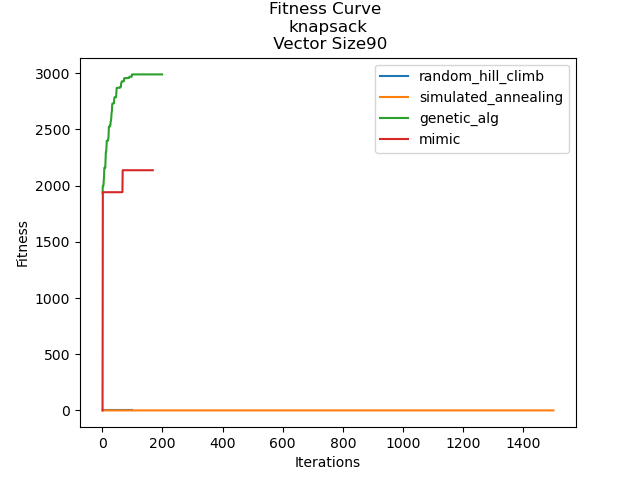 Fitness Curve
knapsack
Vector Size90
3000
2500
2000
1500
1000
500
0
Fitness
random_hill_climb
simulated_annealing
genetic_alg
mimic
0 200 400 600 800 1000 1200 1400
Iterations